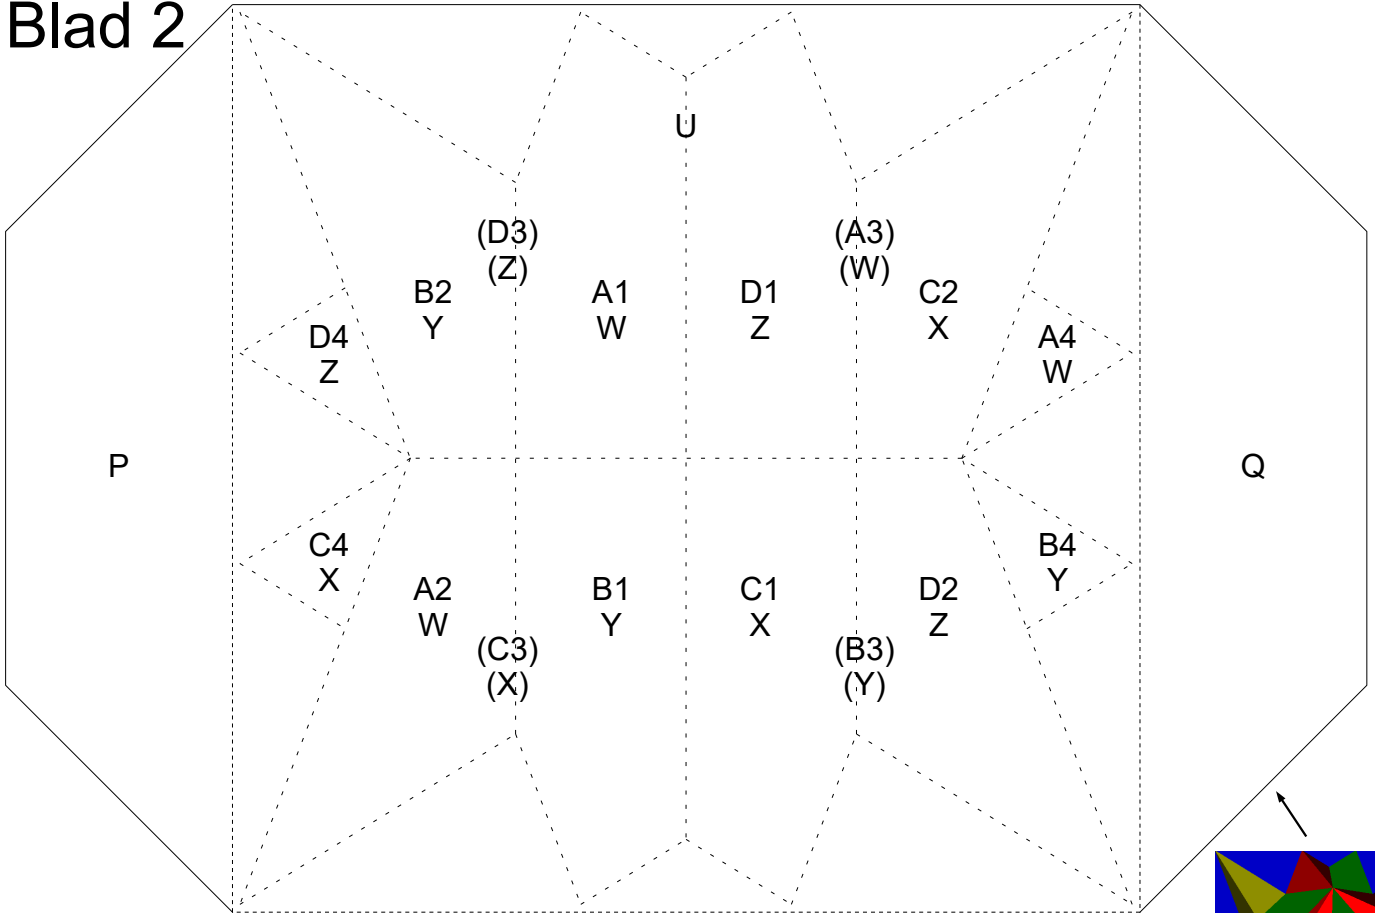 Blad 2
U
(D3)
(Z)
(A3)
(W)
B2
Y
A1
W
D1
Z
C2
X
D4
Z
A4
W
P
Q
C4
X
B4
Y
A2
W
B1
Y
C1
X
D2
Z
(C3)
(X)
(B3)
(Y)